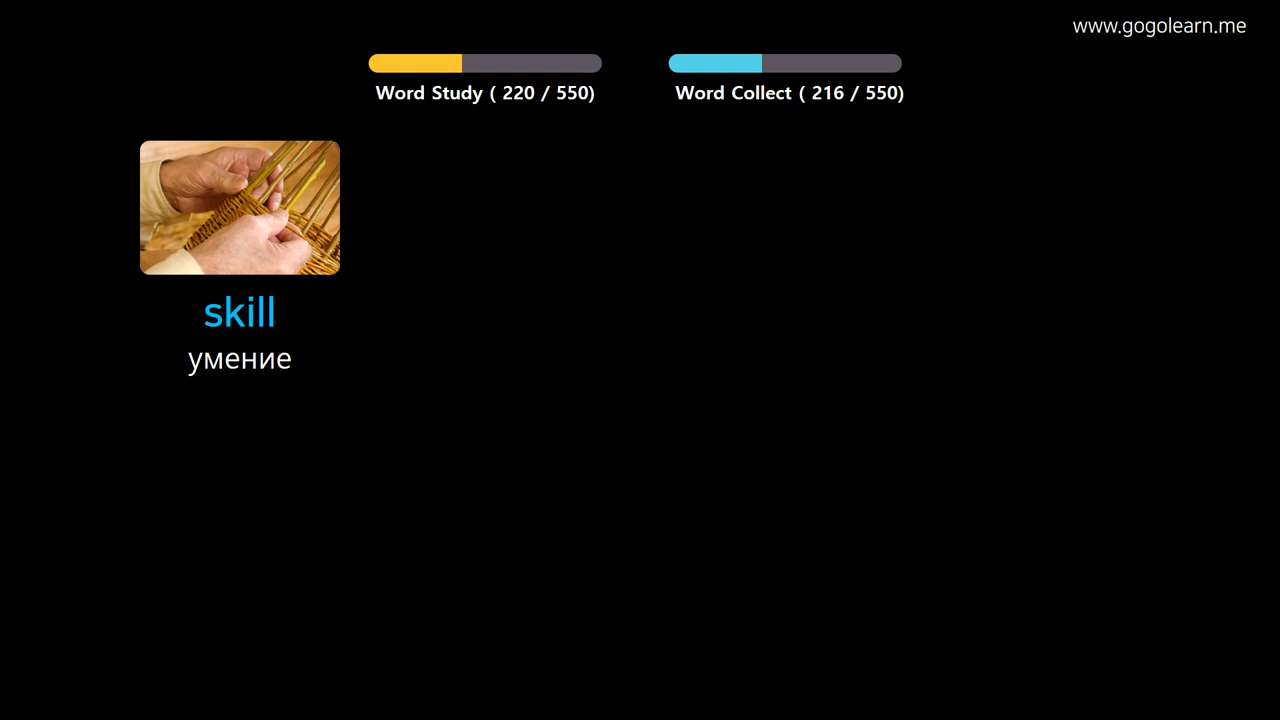 www.gogolearn.me
Word Study ( 220 / 550)
Word Collect ( 216 / 550)
skill
умение